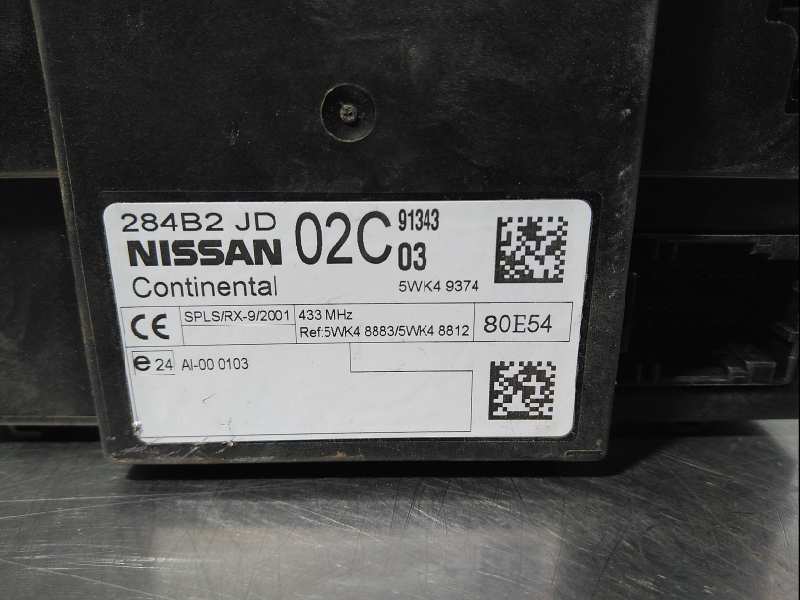 284B2 JD 02C 91343
NISSAN 03
Continental 5WK4 9374
CE SPLS/RX-9/2001 433 MHz 80E54
Ref:5WK4 8883/5WK4 8812
e 24 AI-00 0103